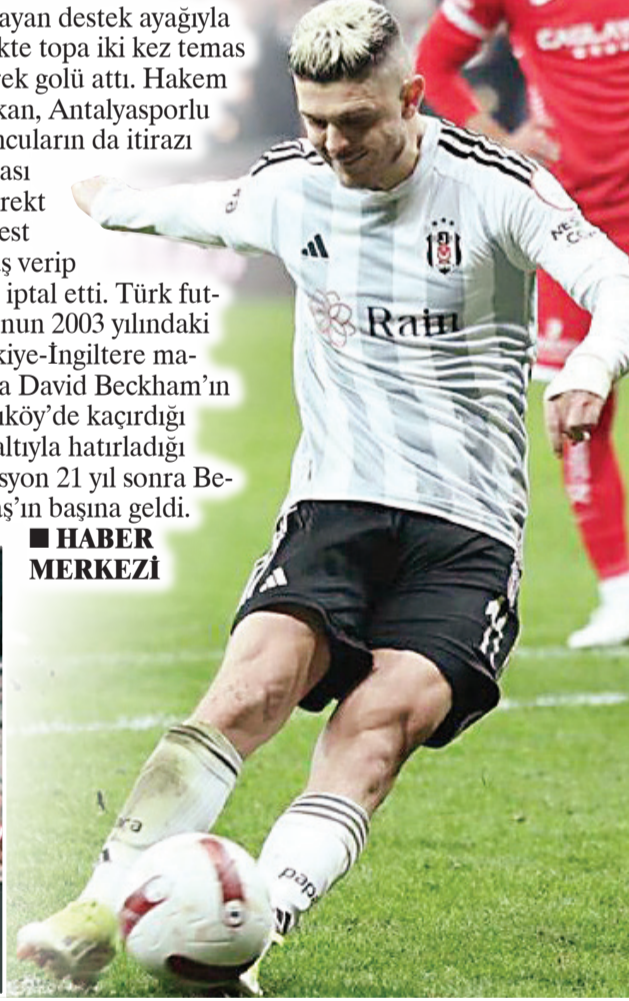 ayan destek ayağıyla
kte topa iki kez temas
rek golü attı. Hakem
kan, Antalyasporlu
ncuların da itirazı
ası
rekt
est
ş verip
iptal etti. Türk fut-
nun 2003 yılındaki
kiye-İngiltere ma-
a David Beckham'ın
ıköy'de kaçırdığı
altıyla hatırladığı
syon 21 yıl sonra Be-
ş'ın başına geldi.
■ HABER
MERKEZİ
Rain
papa